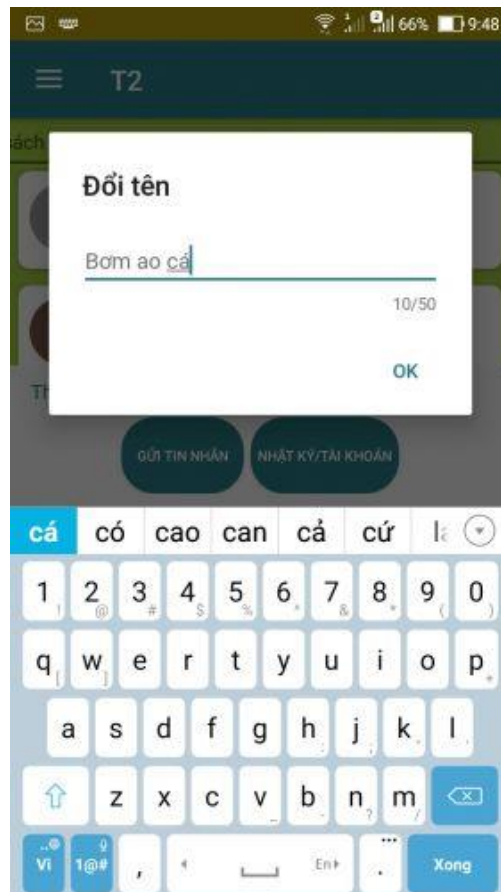 66% 9:48
T2
ách
Đổi tên
Bơm ao cá
10/50
OK
Th
GỬI TIN NHẮN NHẬT KÝ/TÀI KHOẢN
cá có cao can cả cứ
1 2 3 4 5 6 7 8 9 0
! @ # $ % & * ( )
q w e r t y u i o p
[ ]
a s d f g h j k l
z x c v b n m
Vi 1@# , En . Xong